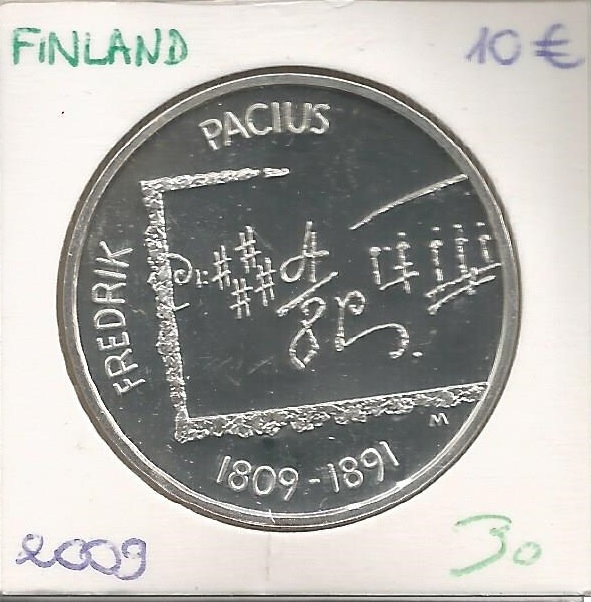 FINLAND 10 €
PACIUS
FREDRIK
M
1809-1891
2009 30